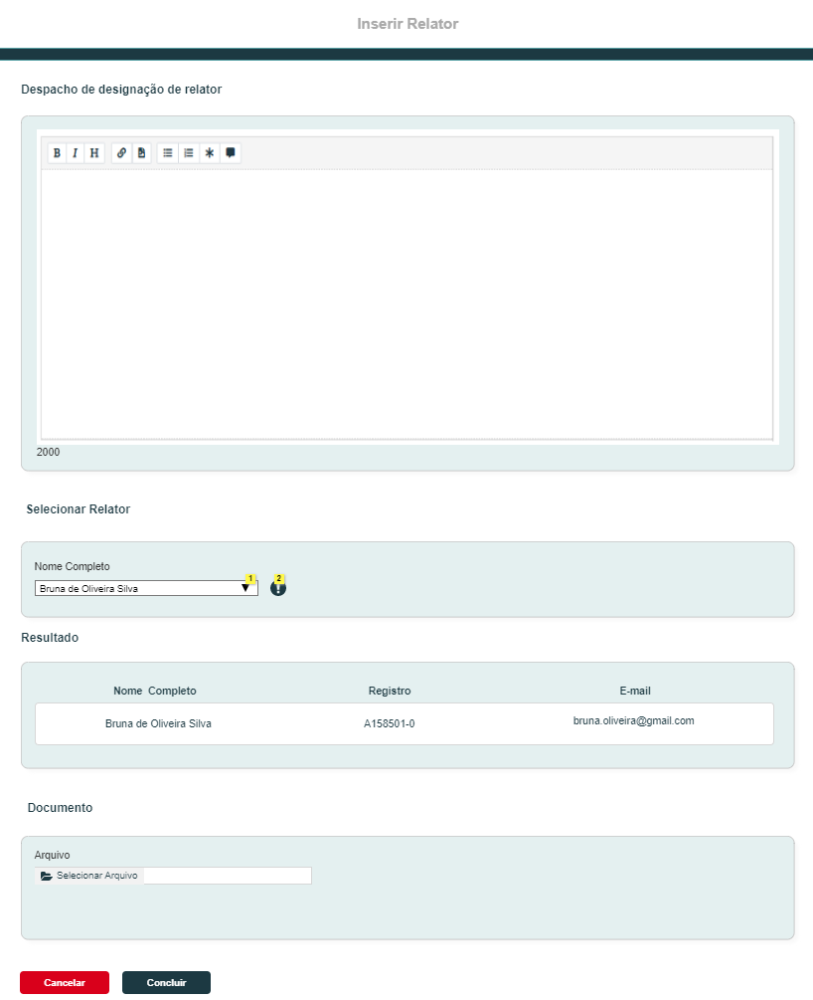 Inserir Relator
Despacho de designação de relator
B I H
2000
Selecionar Relator
Nome Completo
Bruna de Oliveira Silva 1 2
Resultado
Nome Completo Registro E-mail
Bruna de Oliveira Silva A158501-0 bruna.oliveira@gmail.com
Documento
Arquivo
Selecionar Arquivo
Cancelar Concluir